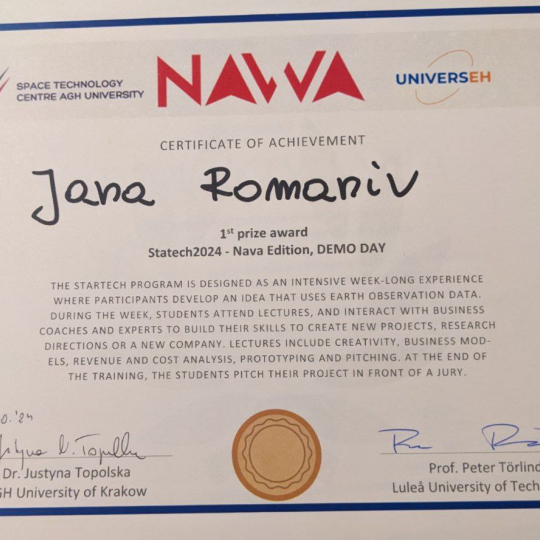 SPACE TECHNOLOGY
CENTRE AGH UNIVERSITY
NAWA
UNIVERSEH
CERTIFICATE OF ACHIEVEMENT
Jana Romaniv
1st prize award
Statech2024 - Nava Edition, DEMO DAY
THE STARTECH PROGRAM IS DESIGNED AS AN INTENSIVE WEEK-LONG EXPERIENCE
WHERE PARTICIPANTS DEVELOP AN IDEA THAT USES EARTH OBSERVATION DATA.
DURING THE WEEK, STUDENTS ATTEND LECTURES, AND INTERACT WITH BUSINESS
COACHES AND EXPERTS TO BUILD THEIR SKILLS TO CREATE NEW PROJECTS, RESEARCH
DIRECTIONS OR A NEW COMPANY. LECTURES INCLUDE CREATIVITY, BUSINESS MOD-
ELS, REVENUE AND COST ANALYSIS, PROTOTYPING AND PITCHING. AT THE END OF
THE TRAINING, THE STUDENTS PITCH THEIR PROJECT IN FRONT OF A JURY.
0.'24
Dr. Justyna Topolska
GH University of Krakow
Prof. Peter Törlind
Luleå University of Tech